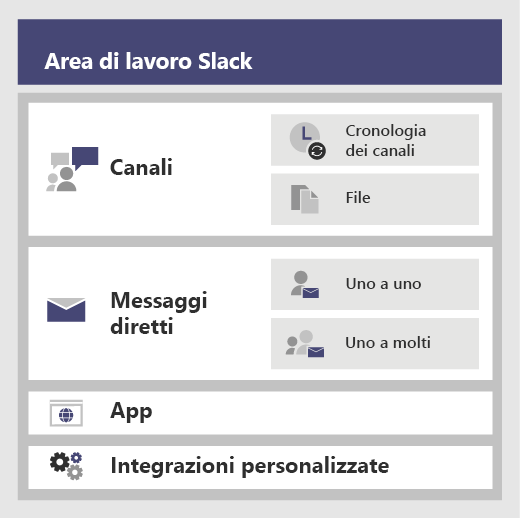 Area di lavoro Slack
Canali
Cronologia
dei canali
File
Messaggi
diretti
Uno a uno
Uno a molti
App
Integrazioni personalizzate